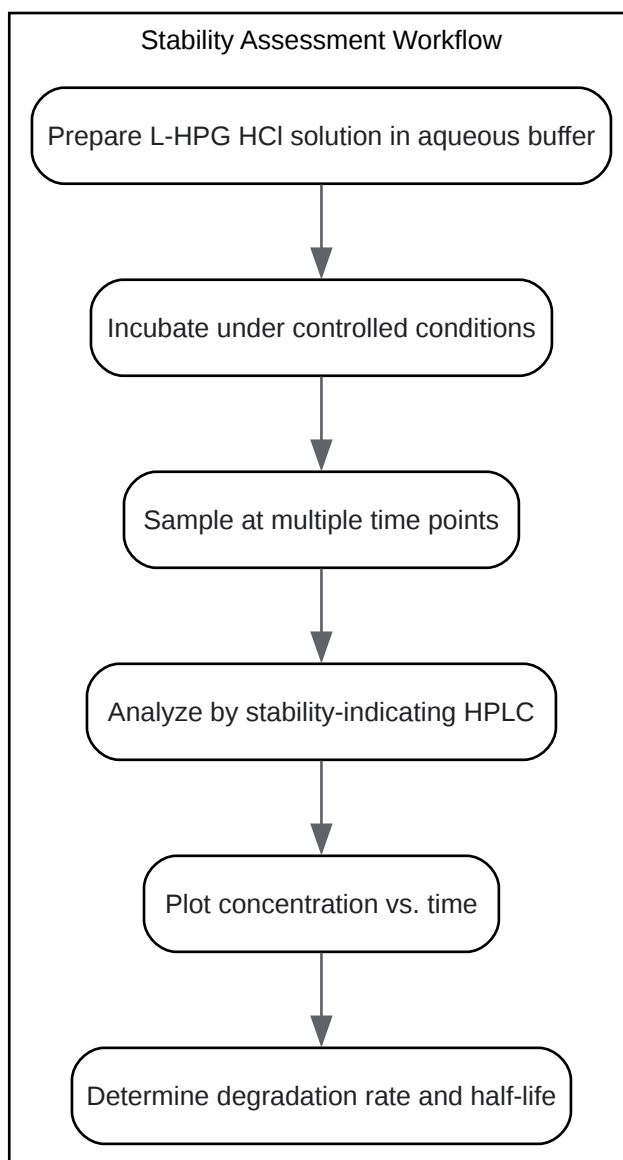 Stability Assessment Workflow
Prepare L-HPG HCl solution in aqueous buffer
Incubate under controlled conditions
Sample at multiple time points
Analyze by stability-indicating HPLC
Plot concentration vs. time
Determine degradation rate and half-life